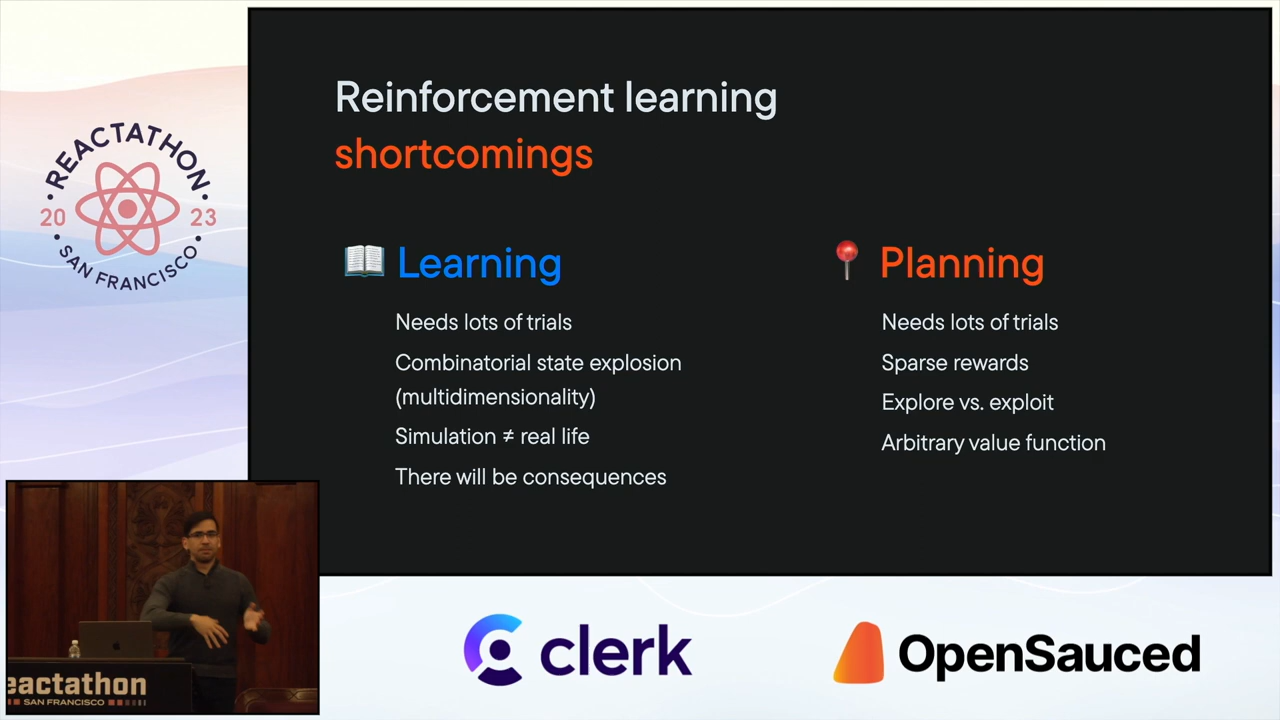 REACTATHON
20 23
SAN FRANCISCO
Reinforcement learning
shortcomings
Learning
Needs lots of trials
Combinatorial state explosion
(multidimensionality)
Simulation ≠ real life
There will be consequences
Planning
Needs lots of trials
Sparse rewards
Explore vs. exploit
Arbitrary value function
eactathon
SAN FRANCISCO
clerk
OpenSauced